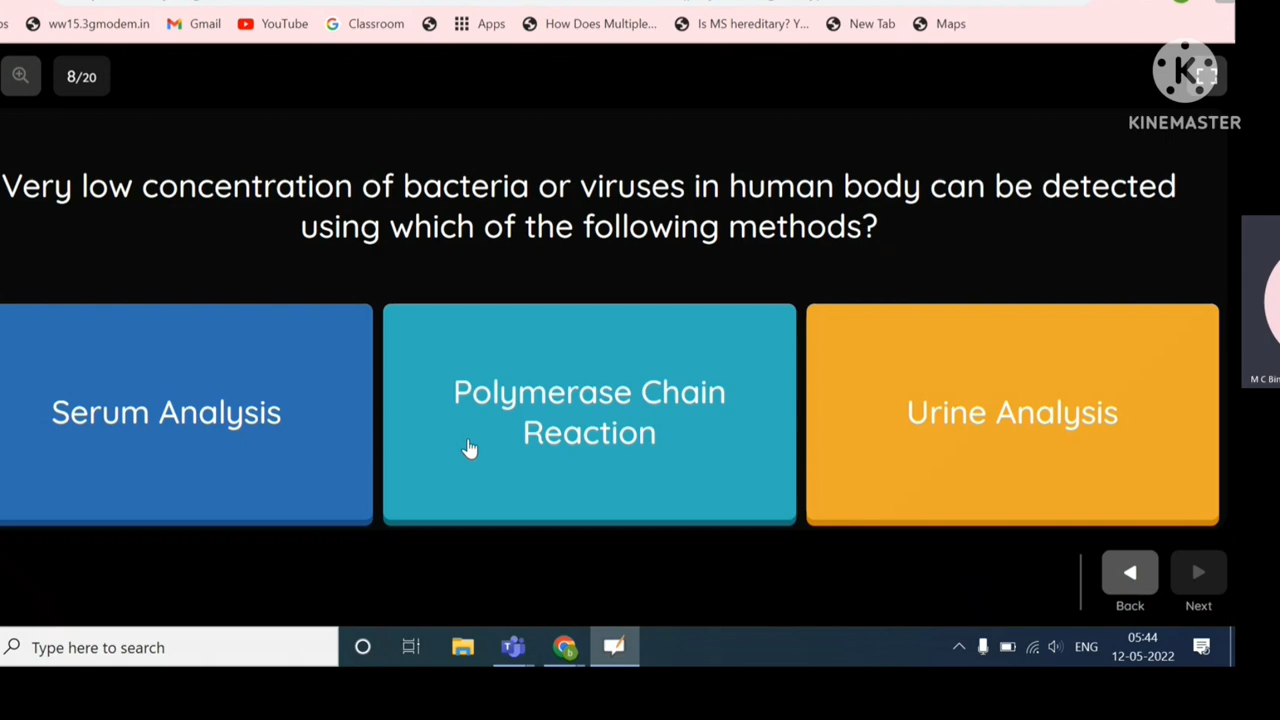 ps ww15.3gmodem.in Gmail YouTube Classroom Apps How Does Multiple... Is MS hereditary? Y... New Tab Maps
8/20
KINEMASTER
Very low concentration of bacteria or viruses in human body can be detected
using which of the following methods?
Serum Analysis
Polymerase Chain
Reaction
Urine Analysis
M C Bin
Back Next
Type here to search
ENG
05:44
12-05-2022